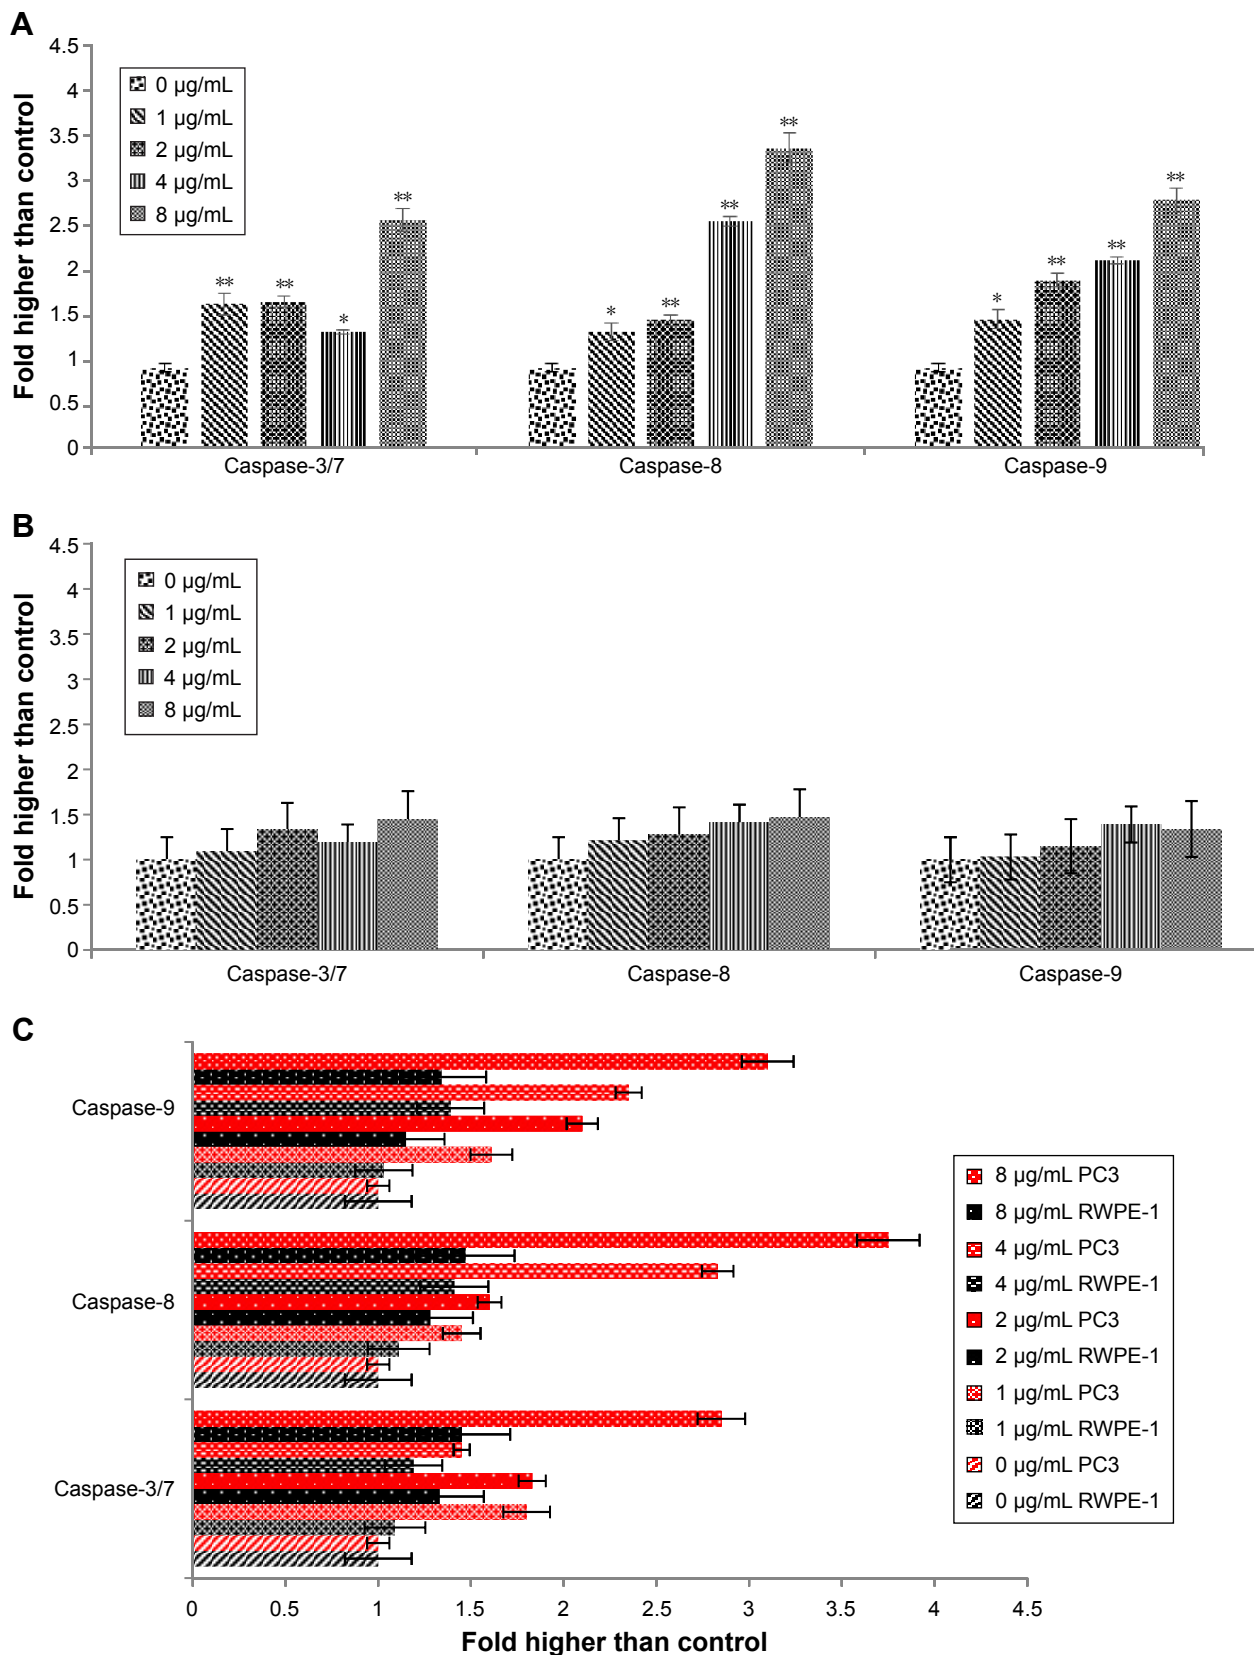 A
Fold higher than control
4.5
4
3.5
3
2.5
2
1.5
1
0.5
0
0 µg/mL
1 µg/mL
2 µg/mL
4 µg/mL
8 µg/mL
** ** * **
* ** ** **
* ** ** **
Caspase-3/7 Caspase-8 Caspase-9
B
Fold higher than control
4.5
4
3.5
3
2.5
2
1.5
1
0.5
0
0 µg/mL
1 µg/mL
2 µg/mL
4 µg/mL
8 µg/mL
Caspase-3/7 Caspase-8 Caspase-9
C
Caspase-9
Caspase-8
Caspase-3/7
8 µg/mL PC3
8 µg/mL RWPE-1
4 µg/mL PC3
4 µg/mL RWPE-1
2 µg/mL PC3
2 µg/mL RWPE-1
1 µg/mL PC3
1 µg/mL RWPE-1
0 µg/mL PC3
0 µg/mL RWPE-1
0 0.5 1 1.5 2 2.5 3 3.5 4 4.5
Fold higher than control